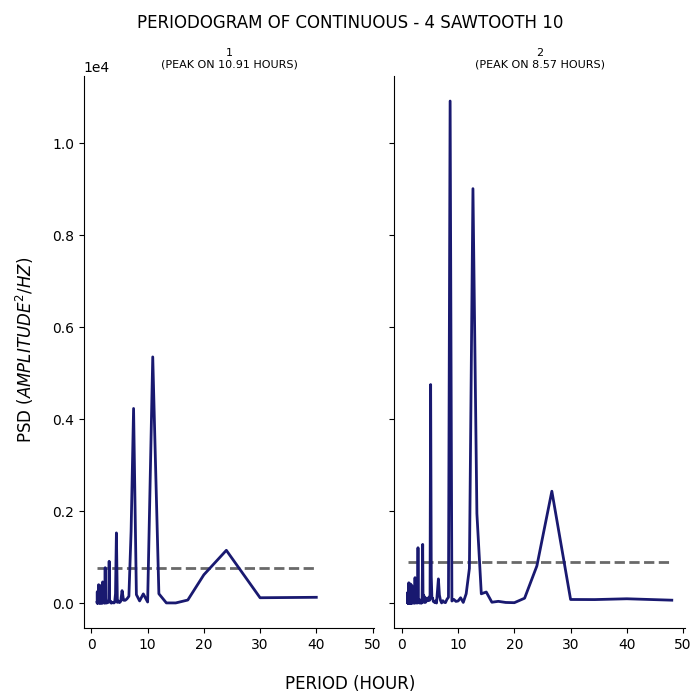 PERIODOGRAM OF CONTINUOUS - 4 SAWTOOTH 10
1
(PEAK ON 10.91 HOURS)
2
(PEAK ON 8.57 HOURS)
1e4
1.0
0.8
0.6
0.4
0.2
0.0
PSD (AMPLITUDE²/HZ)
0 10 20 30 40 50
0 10 20 30 40 50
PERIOD (HOUR)